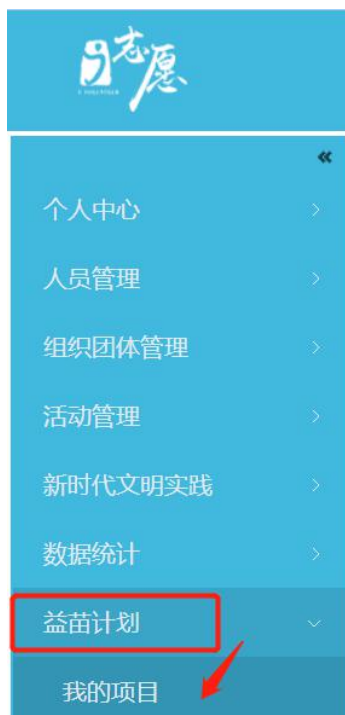 志愿
«
个人中心
人员管理
组织团体管理
活动管理
新时代文明实践
数据统计
益苗计划
我的项目